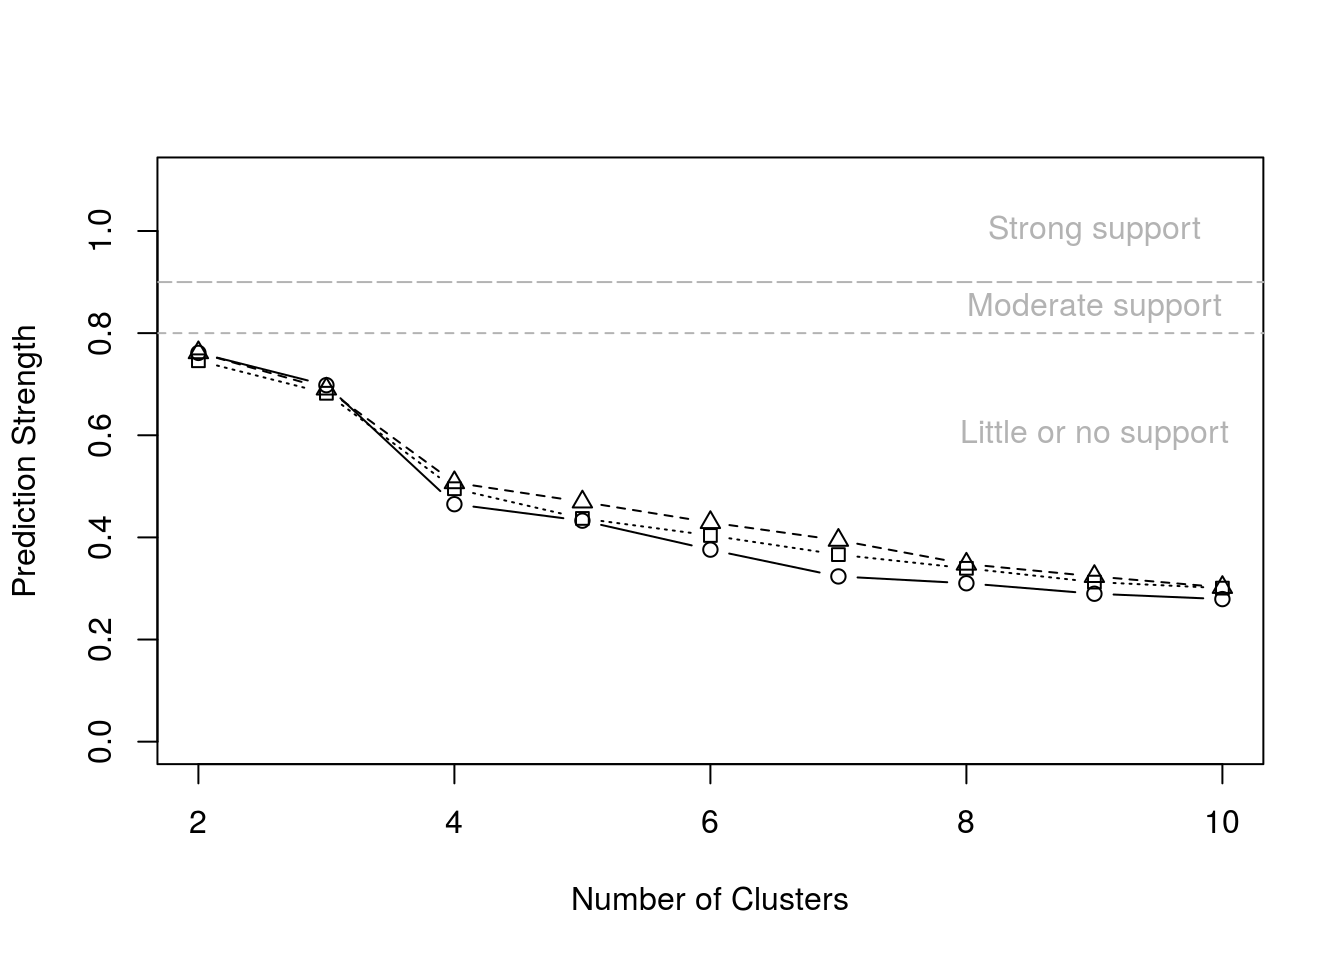 Strong support
Moderate support
Little or no support
Prediction Strength
1.0
0.8
0.6
0.4
0.2
0.0
2 4 6 8 10
Number of Clusters